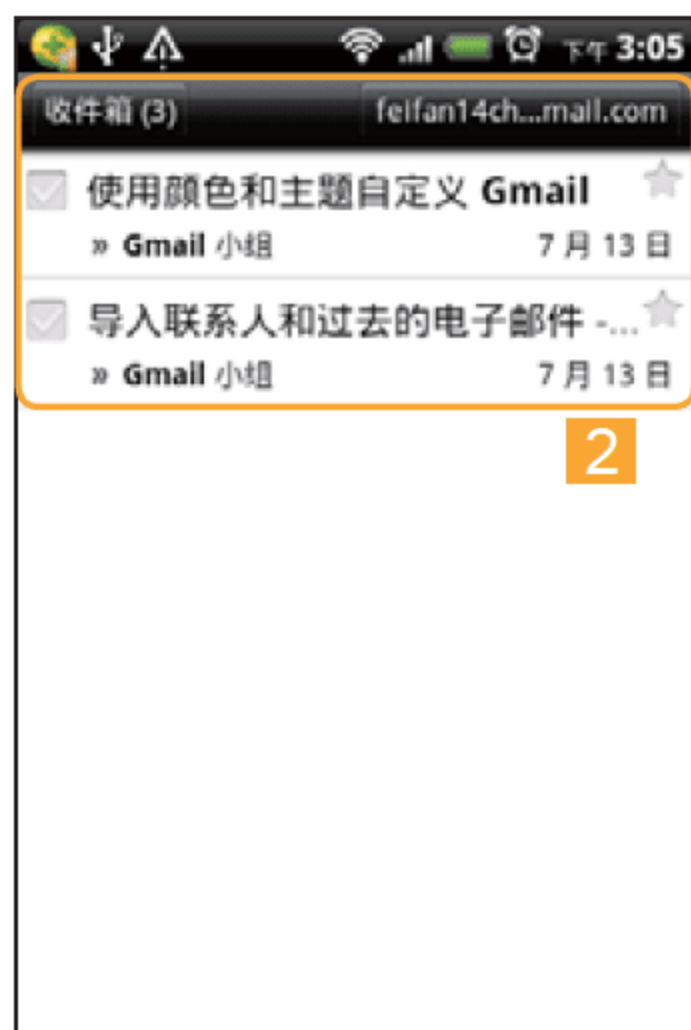 下午 3:05
收件箱 (3) feifan14ch...mail.com
使用颜色和主题自定义 Gmail
» Gmail 小组 7 月 13 日
导入联系人和过去的电子邮件 -...
» Gmail 小组 7 月 13 日
2